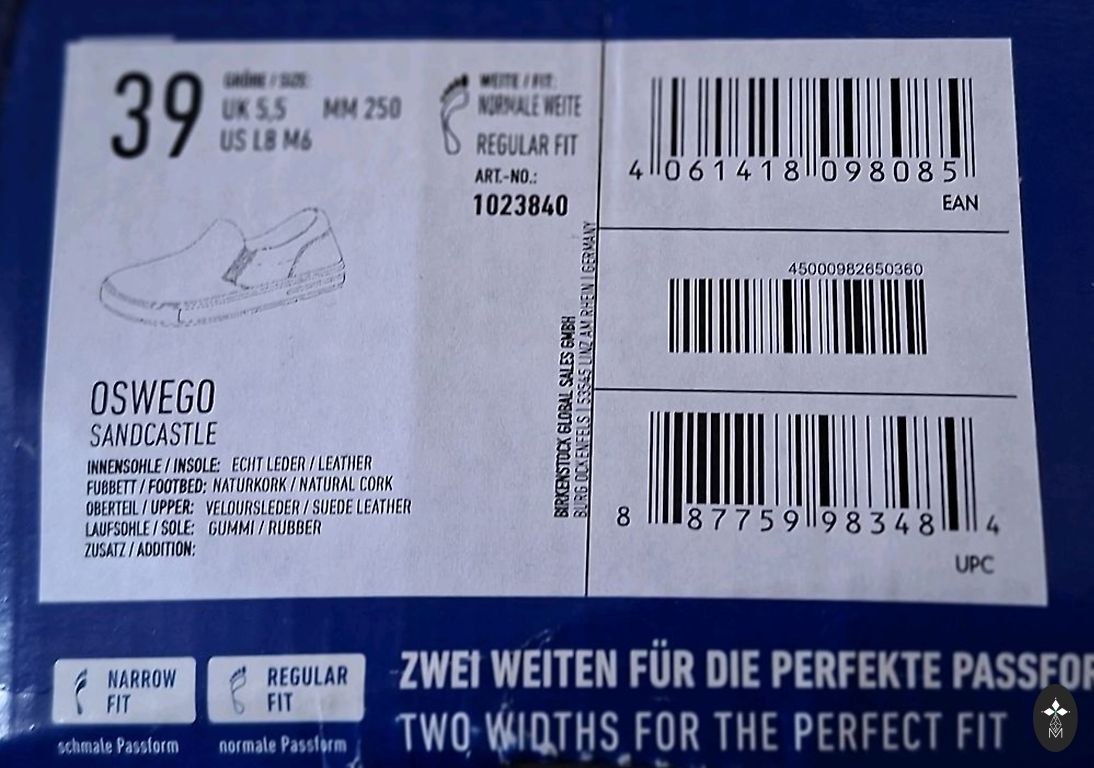 39
GRÖßE / SIZE:
UK 5,5 MM 250
US L8 M6
WEITE / FIT:
NORMALE WEITE
REGULAR FIT
ART.-NO.:
1023840
OSWEGO
SANDCASTLE
INNENSOHLE / INSOLE: ECHT LEDER / LEATHER
FUßBETT / FOOTBED: NATURKORK / NATURAL CORK
OBERTEIL / UPPER: VELOURSLEDER / SUEDE LEATHER
LAUFSOHLE / SOLE: GUMMI / RUBBER
ZUSATZ / ADDITION:
BIRKENSTOCK GLOBAL SALES GMBH
BURG OCKENFELS | 53545 LINZ AM RHEIN | GERMANY
4 061418 098085
EAN
45000982650360
8 87759 98348 4
UPC
NARROW
FIT
schmale Passform
REGULAR
FIT
normale Passform
ZWEI WEITEN FÜR DIE PERFEKTE PASSFOR
TWO WIDTHS FOR THE PERFECT FIT
M